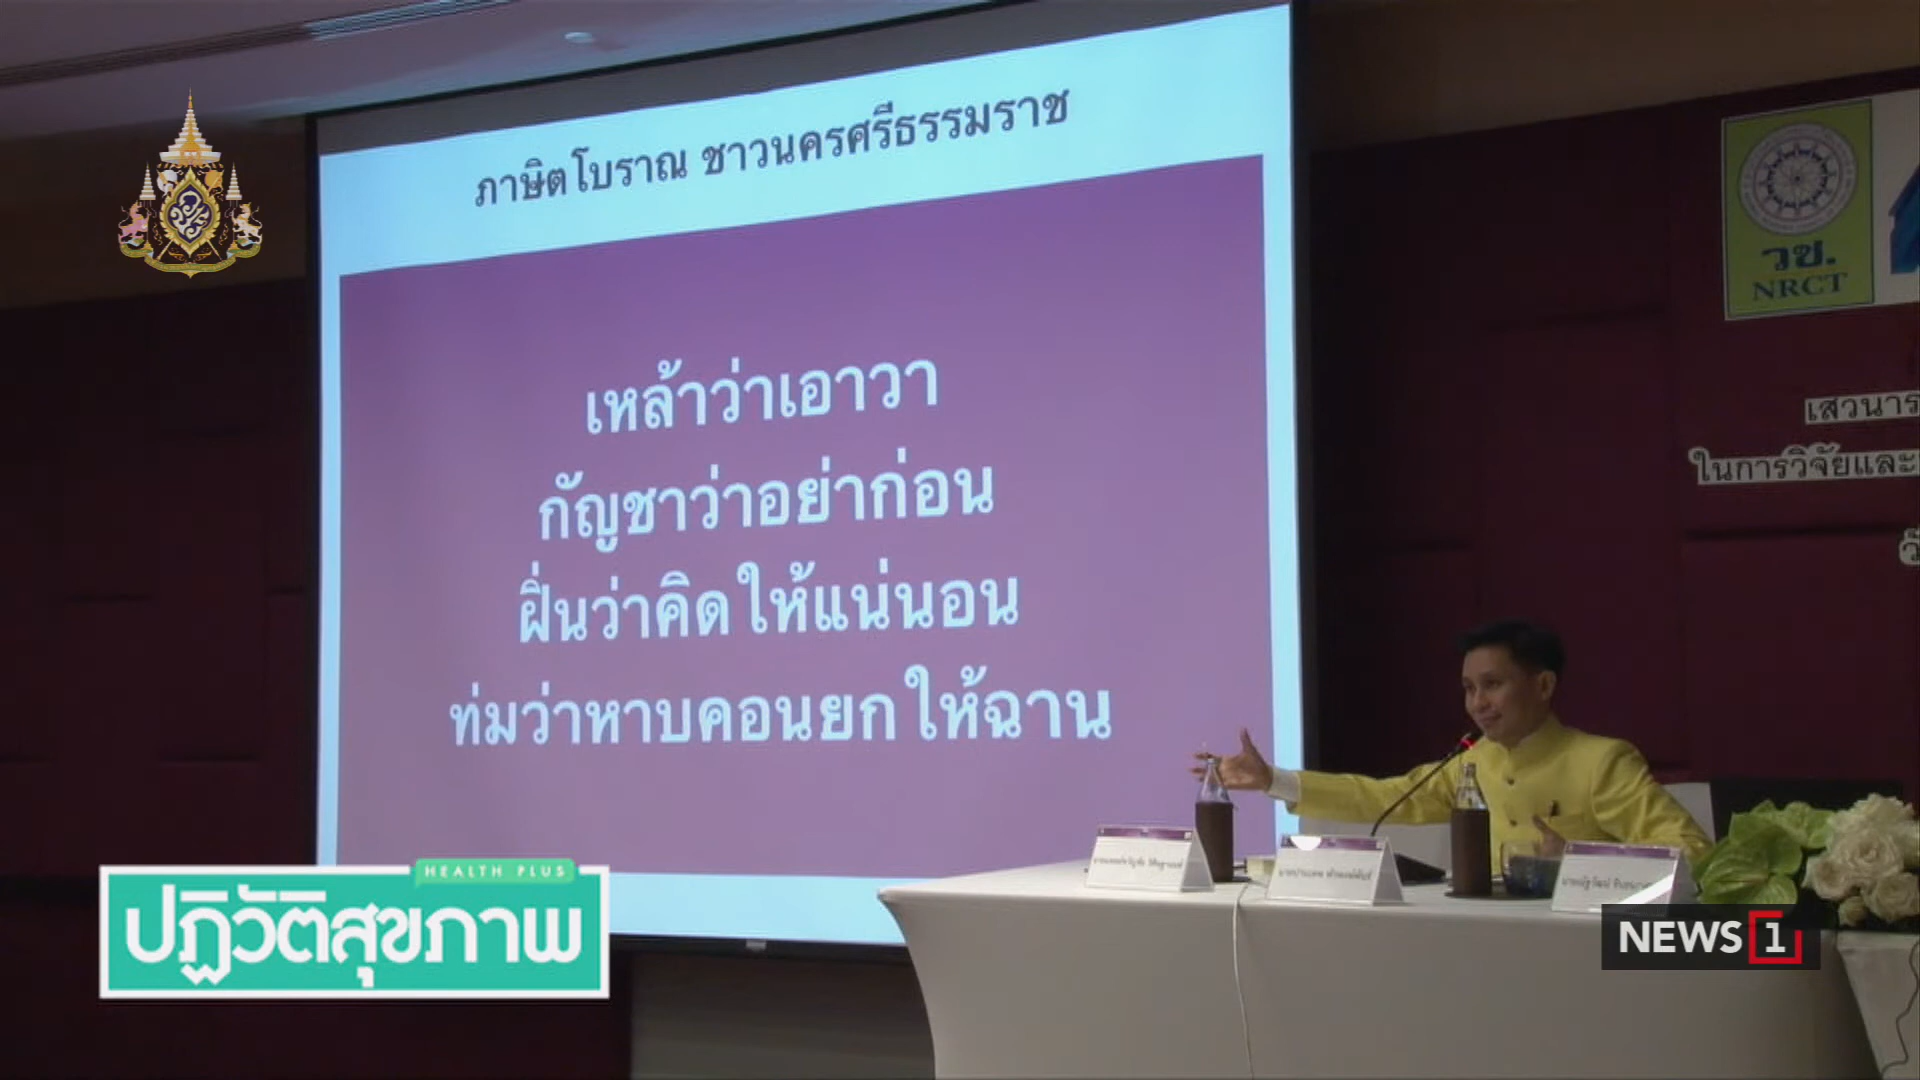 ภาษิตโบราณ ชาวนครศรีธรรมราช
เหล้าว่าเอาวา
กัญชาว่าอย่าก่อน
ฝิ่นว่าคิดให้แน่นอน
ท่มว่าหาบคอนยกให้ฉาน
วช.
NRCT
เสวนาร
ในการวิจัยและ
HEALTH PLUS
ปฏิวัติสุขภาพ
NEWS 1